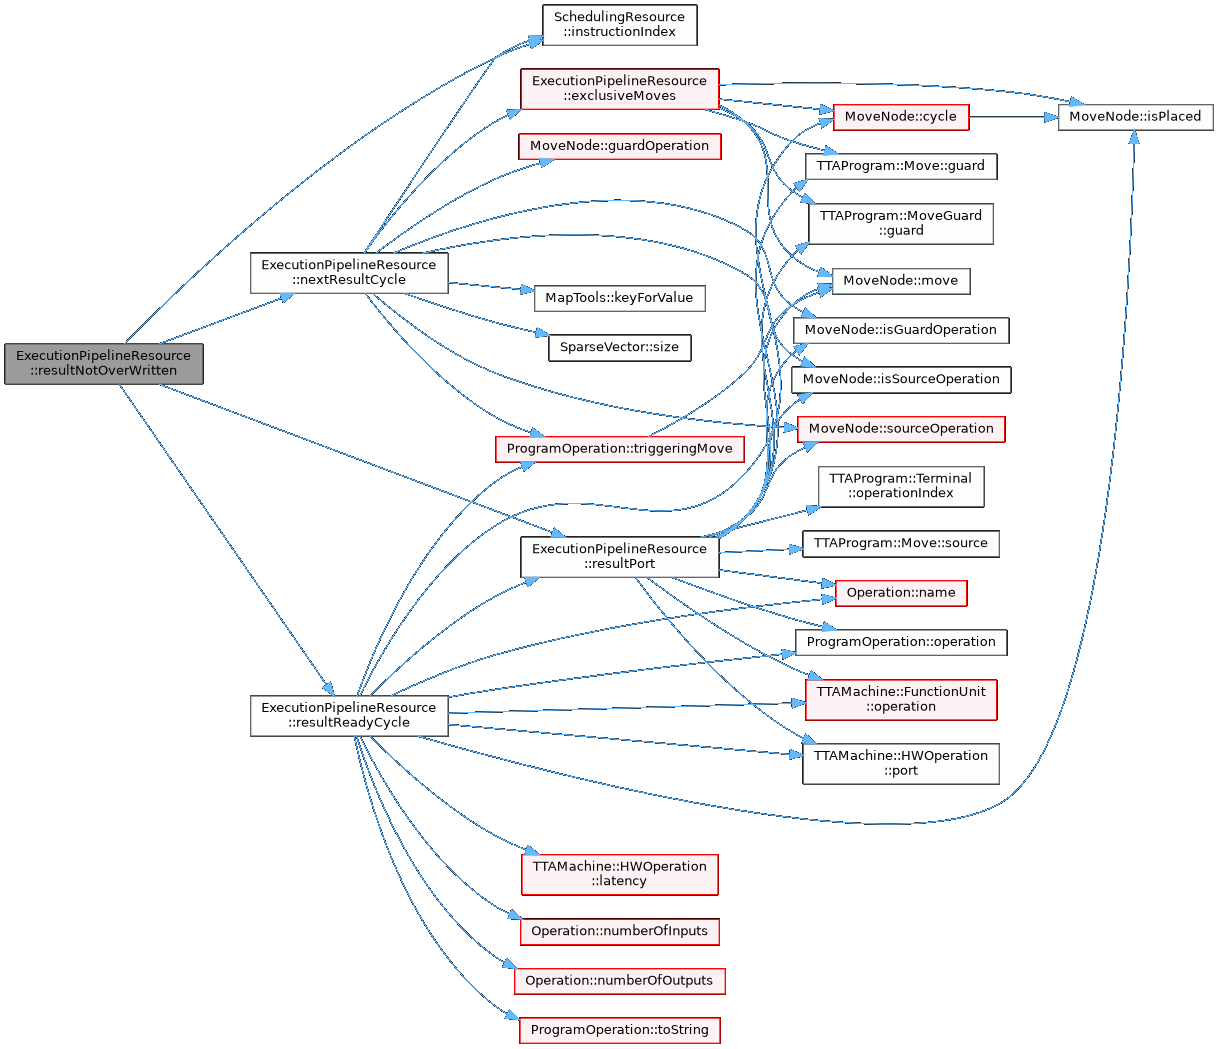 SchedulingResource
::instructionIndex
ExecutionPipelineResource
::exclusiveMoves
MoveNode::cycle
MoveNode::isPlaced
MoveNode::guardOperation
TTAProgram::Move::guard
TTAProgram::MoveGuard
::guard
ExecutionPipelineResource
::nextResultCycle
MoveNode::move
MapTools::keyForValue
MoveNode::isGuardOperation
SparseVector::size
ExecutionPipelineResource
::resultNotOverWritten
MoveNode::isSourceOperation
MoveNode::sourceOperation
ProgramOperation::triggeringMove
TTAProgram::Terminal
::operationIndex
ExecutionPipelineResource
::resultPort
TTAProgram::Move::source
Operation::name
ProgramOperation::operation
TTAMachine::FunctionUnit
::operation
ExecutionPipelineResource
::resultReadyCycle
TTAMachine::HWOperation
::port
TTAMachine::HWOperation
::latency
Operation::numberOfInputs
Operation::numberOfOutputs
ProgramOperation::toString